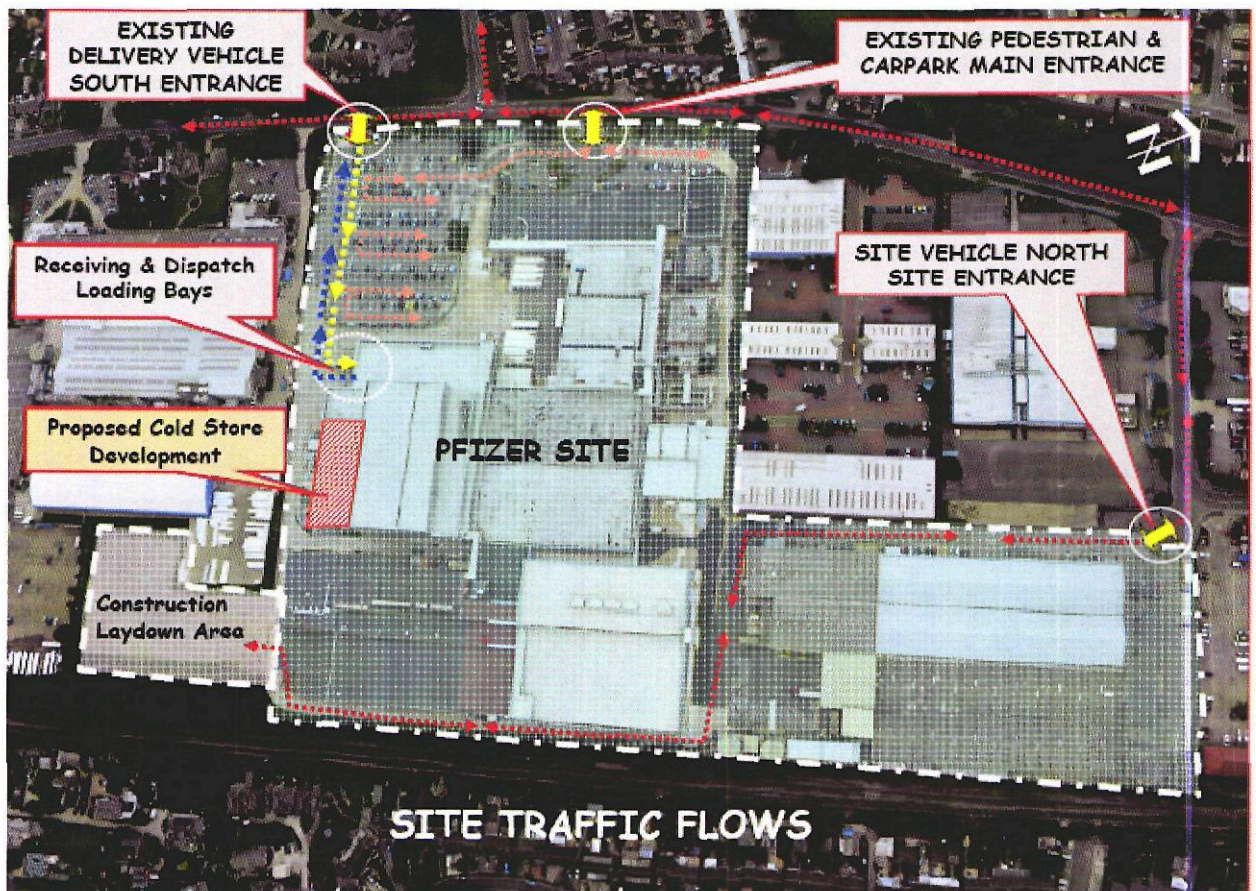 EXISTING
DELIVERY VEHICLE
SOUTH ENTRANCE
EXISTING PEDESTRIAN &
CARPARK MAIN ENTRANCE
N
Receiving & Dispatch
Loading Bays
SITE VEHICLE NORTH
SITE ENTRANCE
Proposed Cold Store
Development
PFIZER SITE
Construction
Laydown Area
SITE TRAFFIC FLOWS